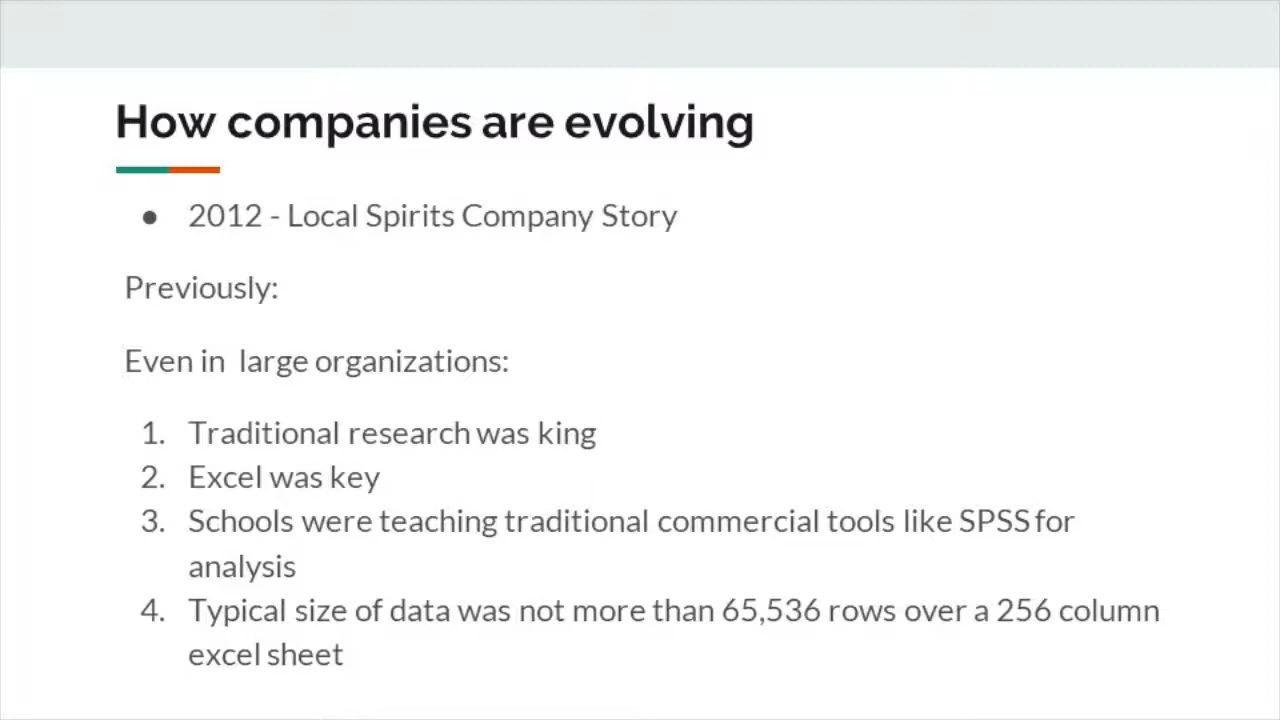 How companies are evolving
● 2012 - Local Spirits Company Story
Previously:
Even in large organizations:
1. Traditional research was king
2. Excel was key
3. Schools were teaching traditional commercial tools like SPSS for
analysis
4. Typical size of data was not more than 65,536 rows over a 256 column
excel sheet